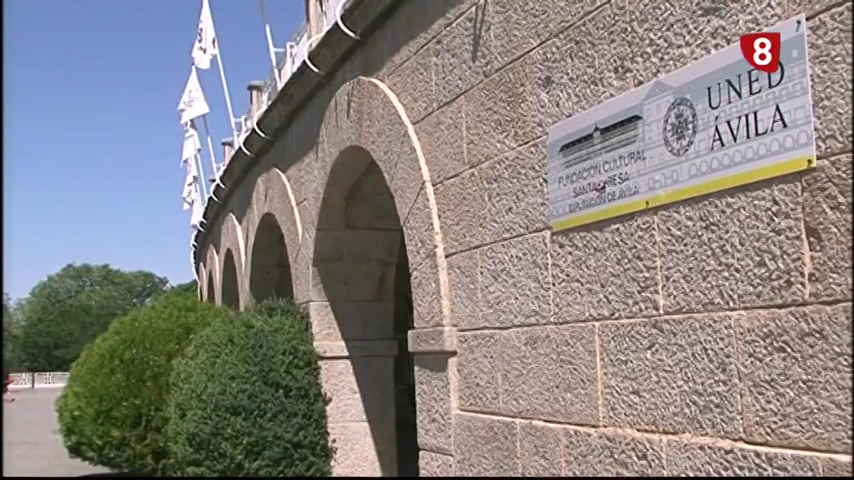 8
UNED
ÁVILA
FUNDACIÓN CULTURAL
SANTA TERESA
DIPUTACIÓN DE ÁVILA